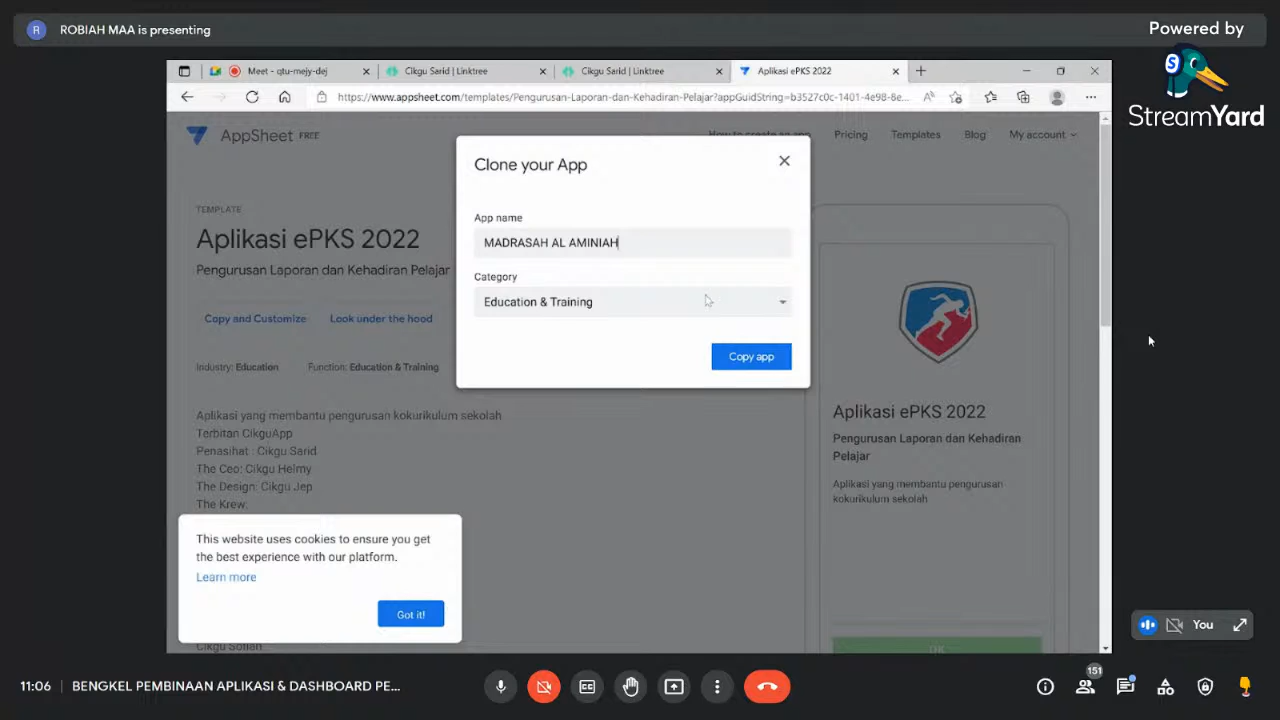 R ROBIAH MAA is presenting
Powered by
S
StreamYard
Meet - qtu-mejy-dej
Cikgu Sarid | Linktree
Cikgu Sarid | Linktree
Aplikasi ePKS 2022
https://www.appsheet.com/templates/Pengurusan-Laporan-dan-Kehadiran-Pelajar?appGuidString=b3527c0c-1401-4e98-8e...
AppSheet FREE
How to create an app
Pricing
Templates
Blog
My account
Clone your App
App name
MADRASAH AL AMINIAH
Category
Education & Training
Copy app
TEMPLATE
Aplikasi ePKS 2022
Pengurusan Laporan dan Kehadiran Pelajar
Copy and Customize
Look under the hood
Industry: Education
Function: Education & Training
Aplikasi yang membantu pengurusan kokurikulum sekolah
Terbitan CikguApp
Penasihat : Cikgu Sarid
The Ceo: Cikgu Helmy
The Design: Cikgu Jep
The Krew:
This website uses cookies to ensure you get
the best experience with our platform.
Learn more
Got it!
Cikgu Sofian
Aplikasi ePKS 2022
Pengurusan Laporan dan Kehadiran
Pelajar
Aplikasi yang membantu pengurusan
kokurikulum sekolah
OK
You
11:06 | BENGKEL PEMBINAAN APLIKASI & DASHBOARD PE...
151